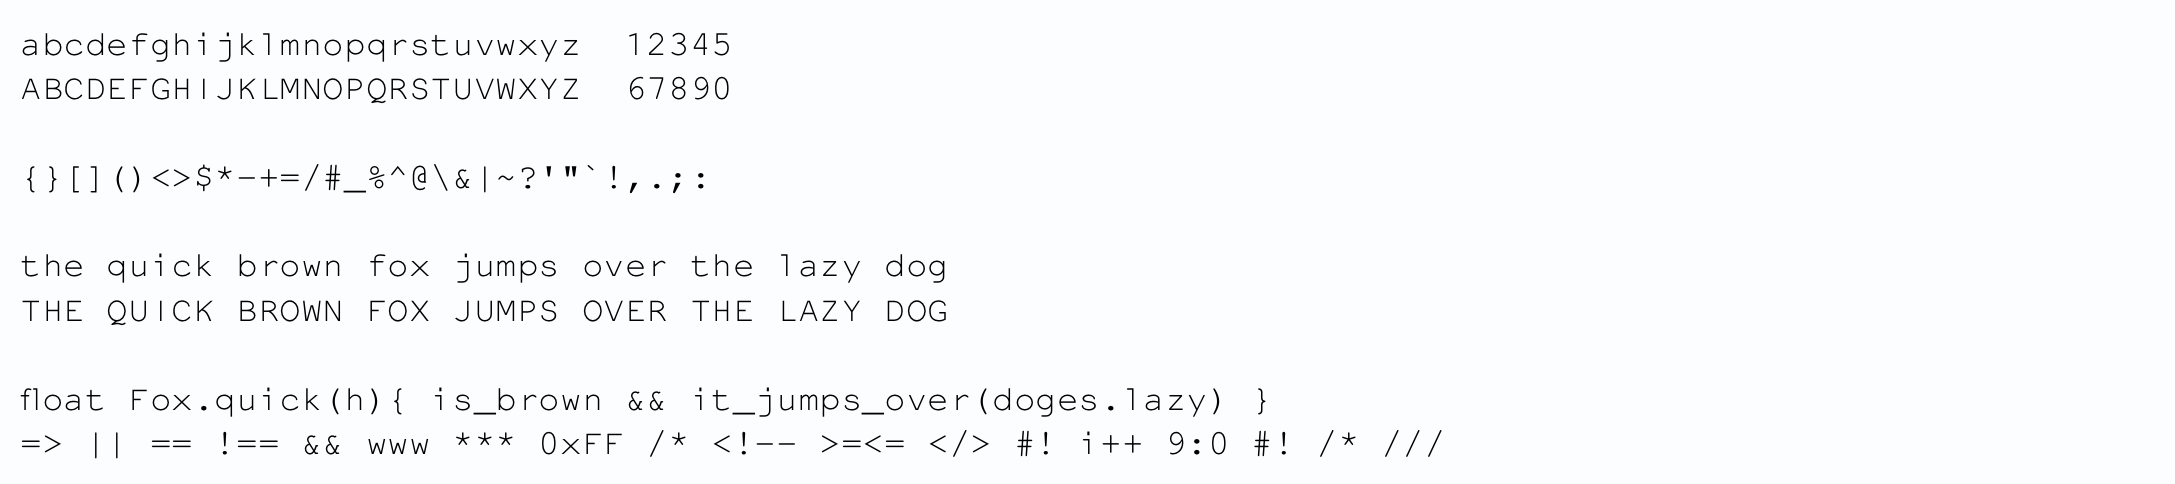 abcdefghijklmnopqrstuvwxyz  12345
ABCDEFGHIJKLMNOPQRSTUVWXYZ  67890
{}[]()<>$*-+=/#_%^@\&|~?'"`!,.;:
the quick brown fox jumps over the lazy dog
THE QUICK BROWN FOX JUMPS OVER THE LAZY DOG
float Fox.quick(h){ is_brown && it_jumps_over(doges.lazy) }
=> || == !== && www *** 0xFF /* <!-- >=<= </> #! i++ 9:0 #! /* ///